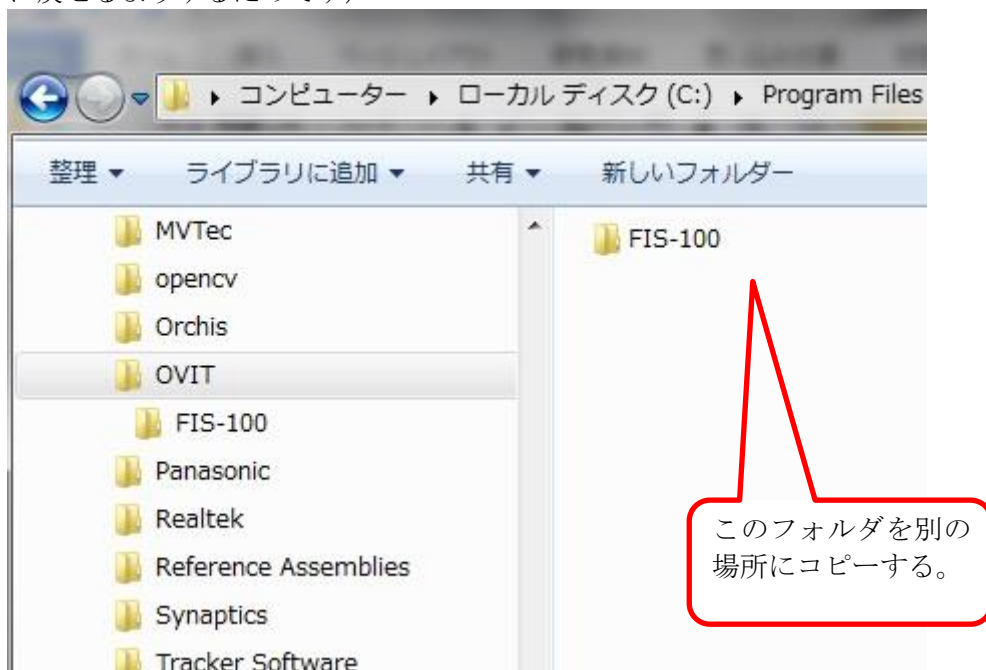 コンピューター ▸ ローカル ディスク (C:) ▸ Program Files
整理 ▼ ライブラリに追加 ▼ 共有 ▼ 新しいフォルダー
MVTec
opencv
Orchis
OVIT
FIS-100
Panasonic
Realtek
Reference Assemblies
Synaptics
Tracker Software
FIS-100
このフォルダを別の
場所にコピーする。